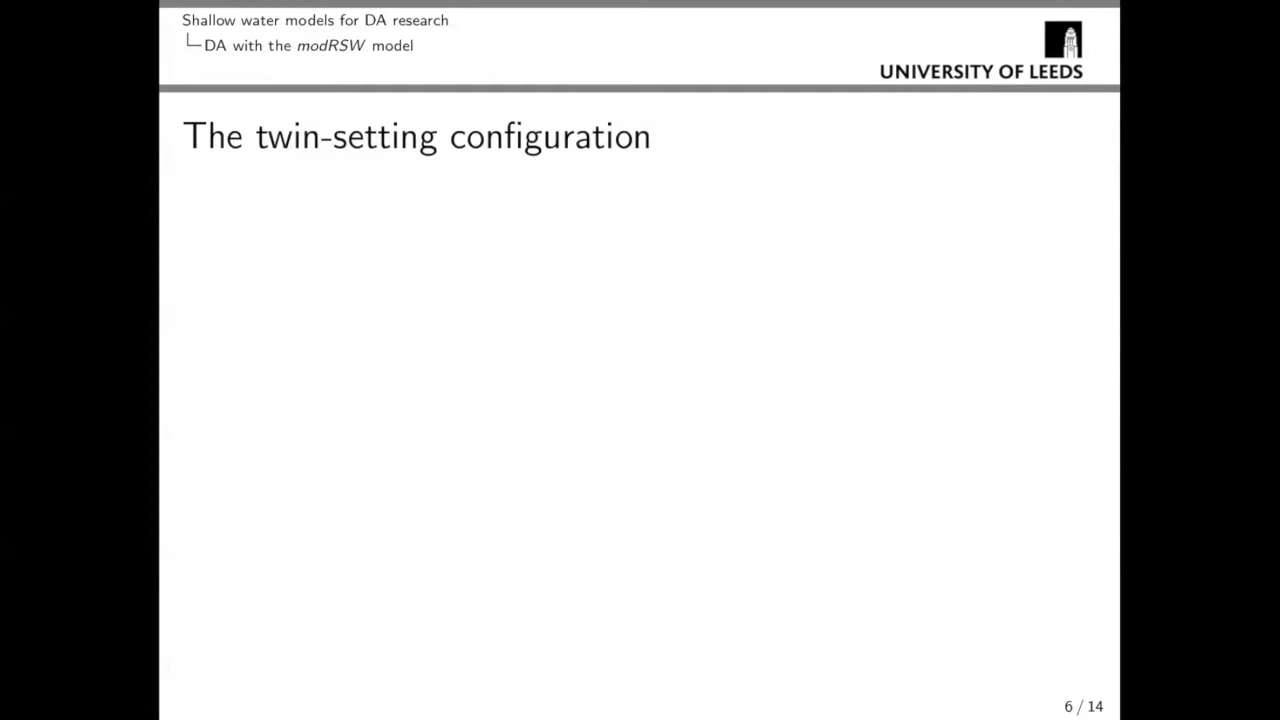 Shallow water models for DA research
DA with the modRSW model
UNIVERSITY OF LEEDS
The twin-setting configuration
6 / 14